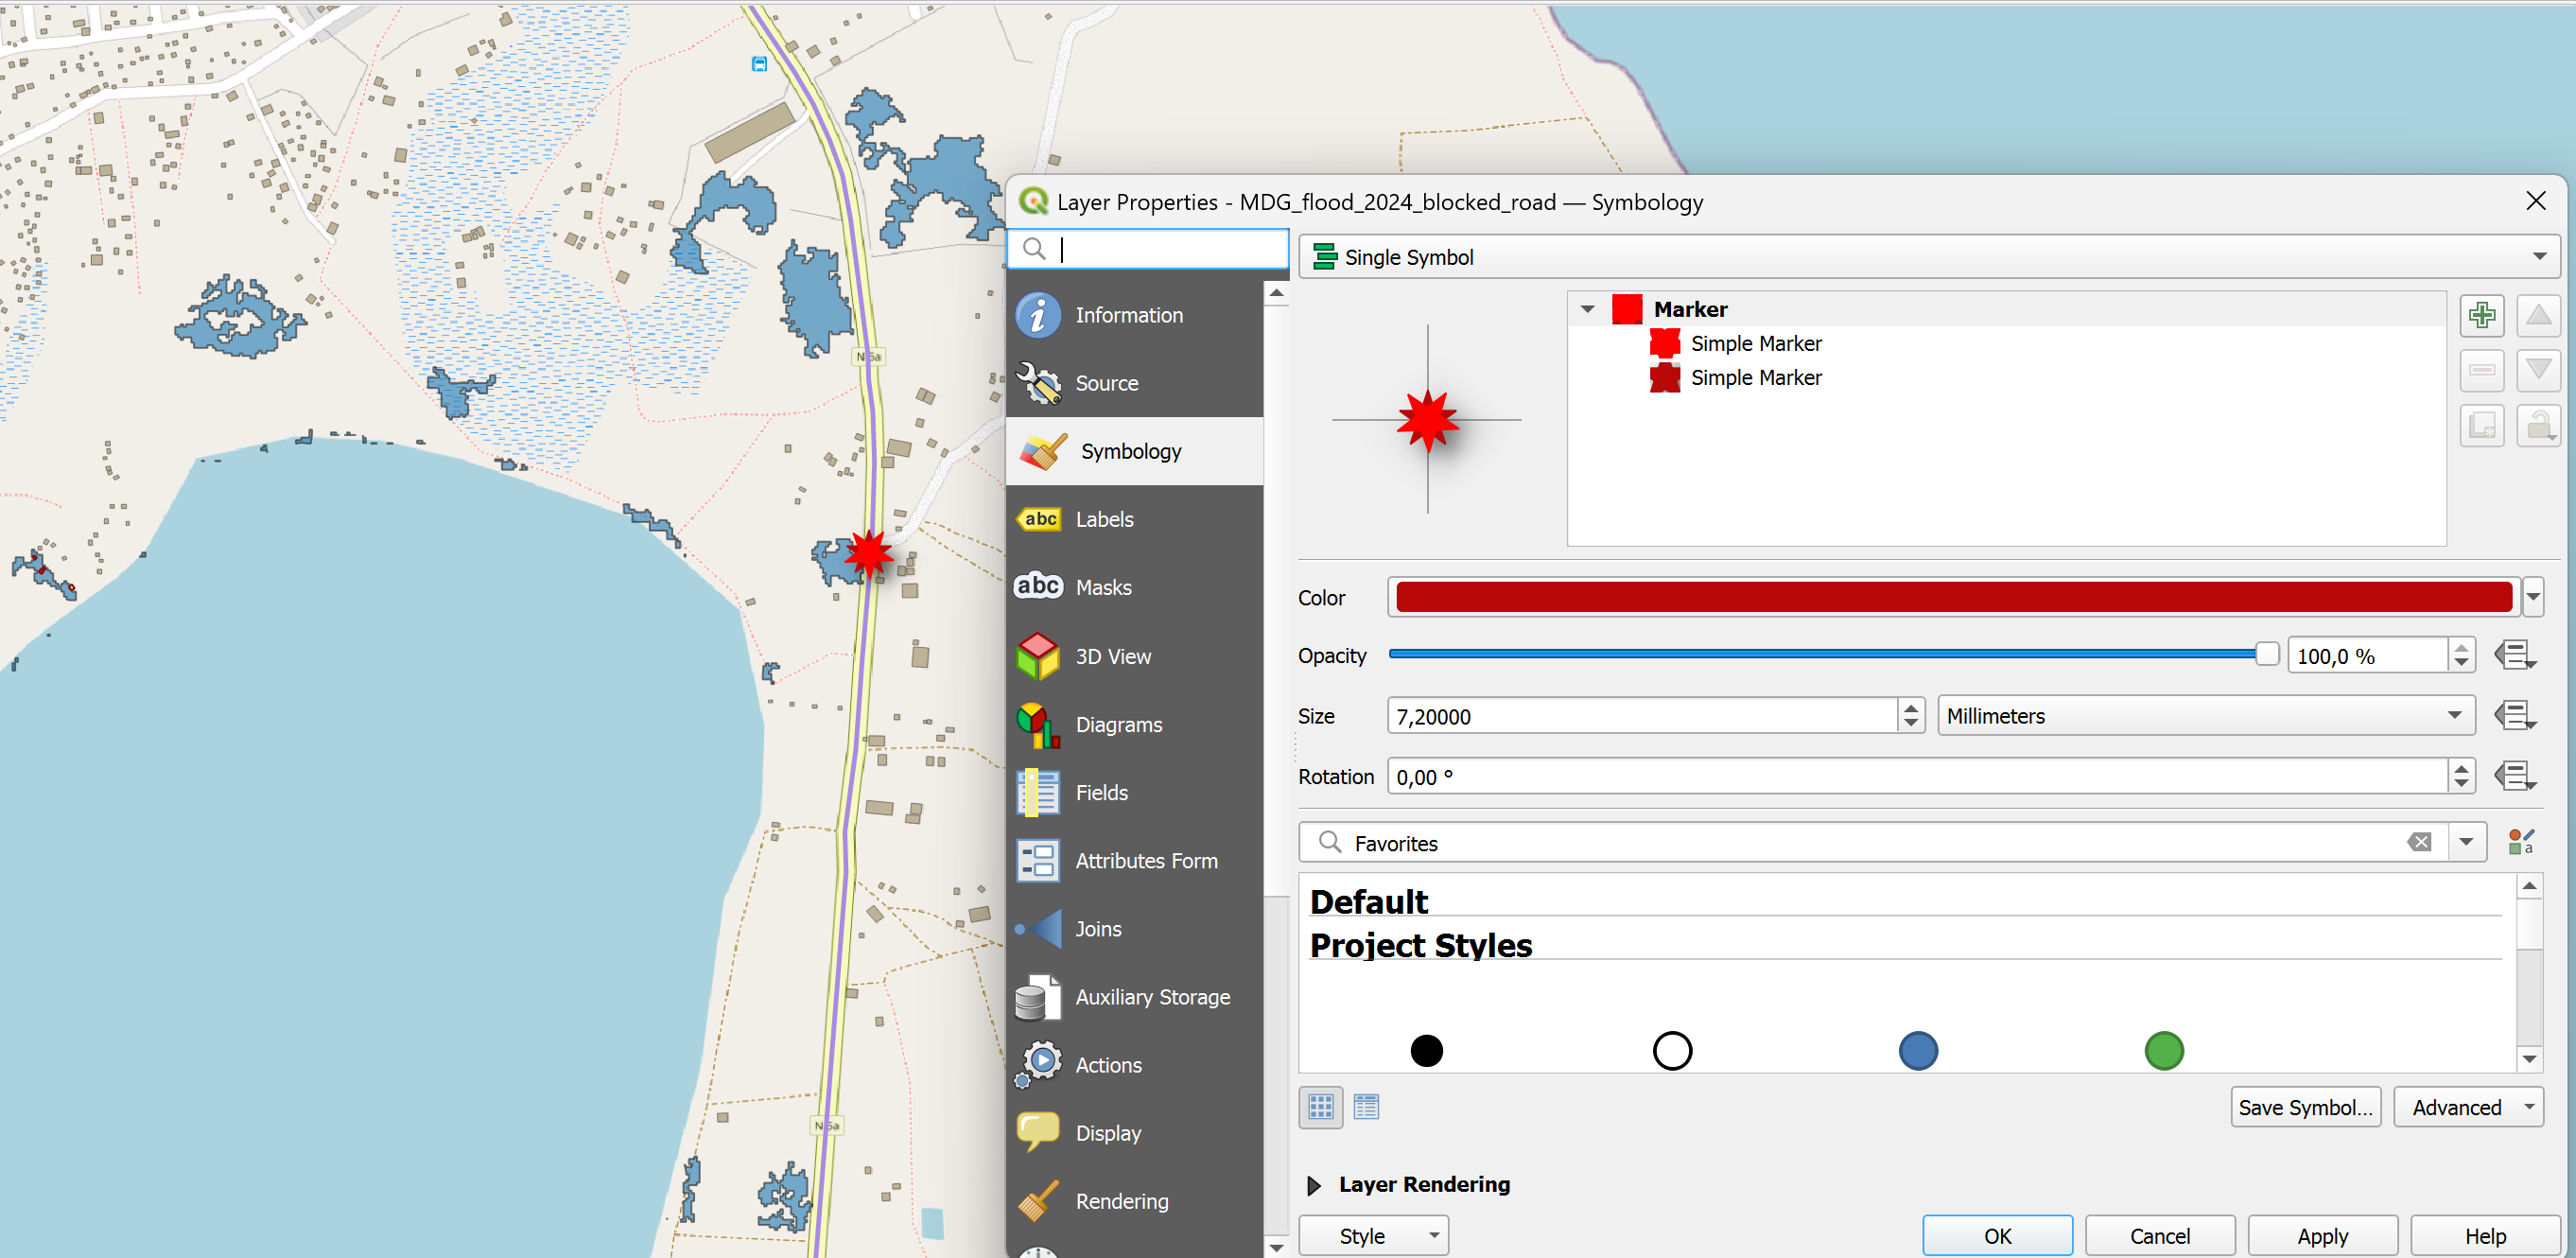 Layer Properties - MDG_flood_2024_blocked_road — Symbology
Single Symbol
Information
Source
Symbology
abc Labels
abc Masks
3D View
Diagrams
Fields
Attributes Form
Joins
Auxiliary Storage
Actions
Display
Rendering
Marker
Simple Marker
Simple Marker
Color
Opacity
100,0 %
Size
7,20000
Millimeters
Rotation
0,00 °
Favorites
a
Default
Project Styles
Save Symbol...
Advanced
Layer Rendering
Style
OK
Cancel
Apply
Help